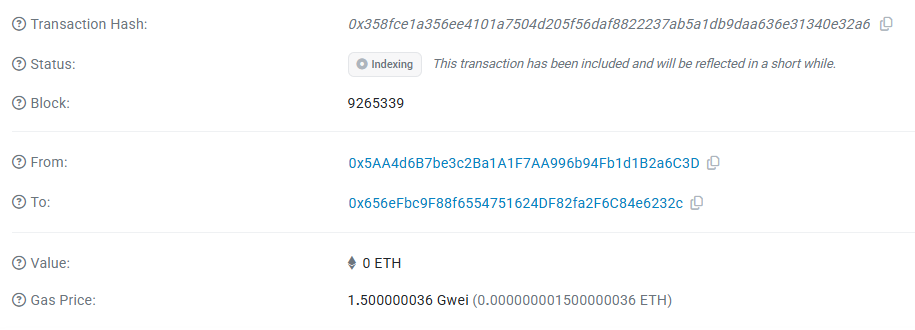 Transaction Hash: 0x358fce1a356ee4101a7504d205f56daf8822237ab5a1db9daa636e31340e32a6
Status: Indexing This transaction has been included and will be reflected in a short while.
Block: 9265339
From: 0x5AA4d6B7be3c2Ba1A1F7AA996b94Fb1d1B2a6C3D
To: 0x656eFbc9F88f6554751624DF82fa2F6C84e6232c
Value: 0 ETH
Gas Price: 1.500000036 Gwei (0.000000001500000036 ETH)